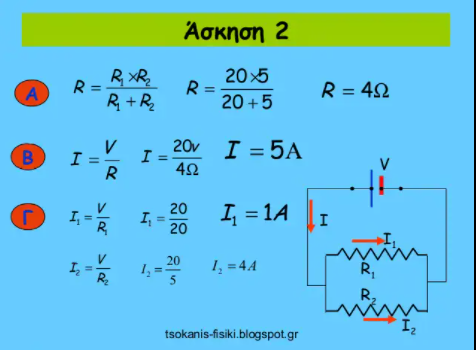 Άσκηση 2
Α R = R₁ × R₂ / R₁ + R₂ R = 20×5 / 20 + 5 R = 4Ω
Β I = V / R I = 20v / 4Ω I = 5Α
Γ I₁ = V / R₁ I₁ = 20 / 20 I₁ = 1A
I₂ = V / R₂ I₂ = 20 / 5 I₂ = 4A
V
I
I₁
R₁
R₂
I₂
tsokanis-fisiki.blogspot.gr